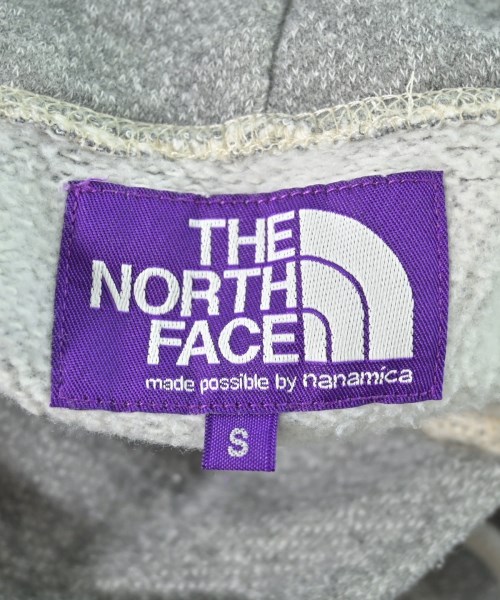 THE
NORTH
FACE
made possible by nanamica
S